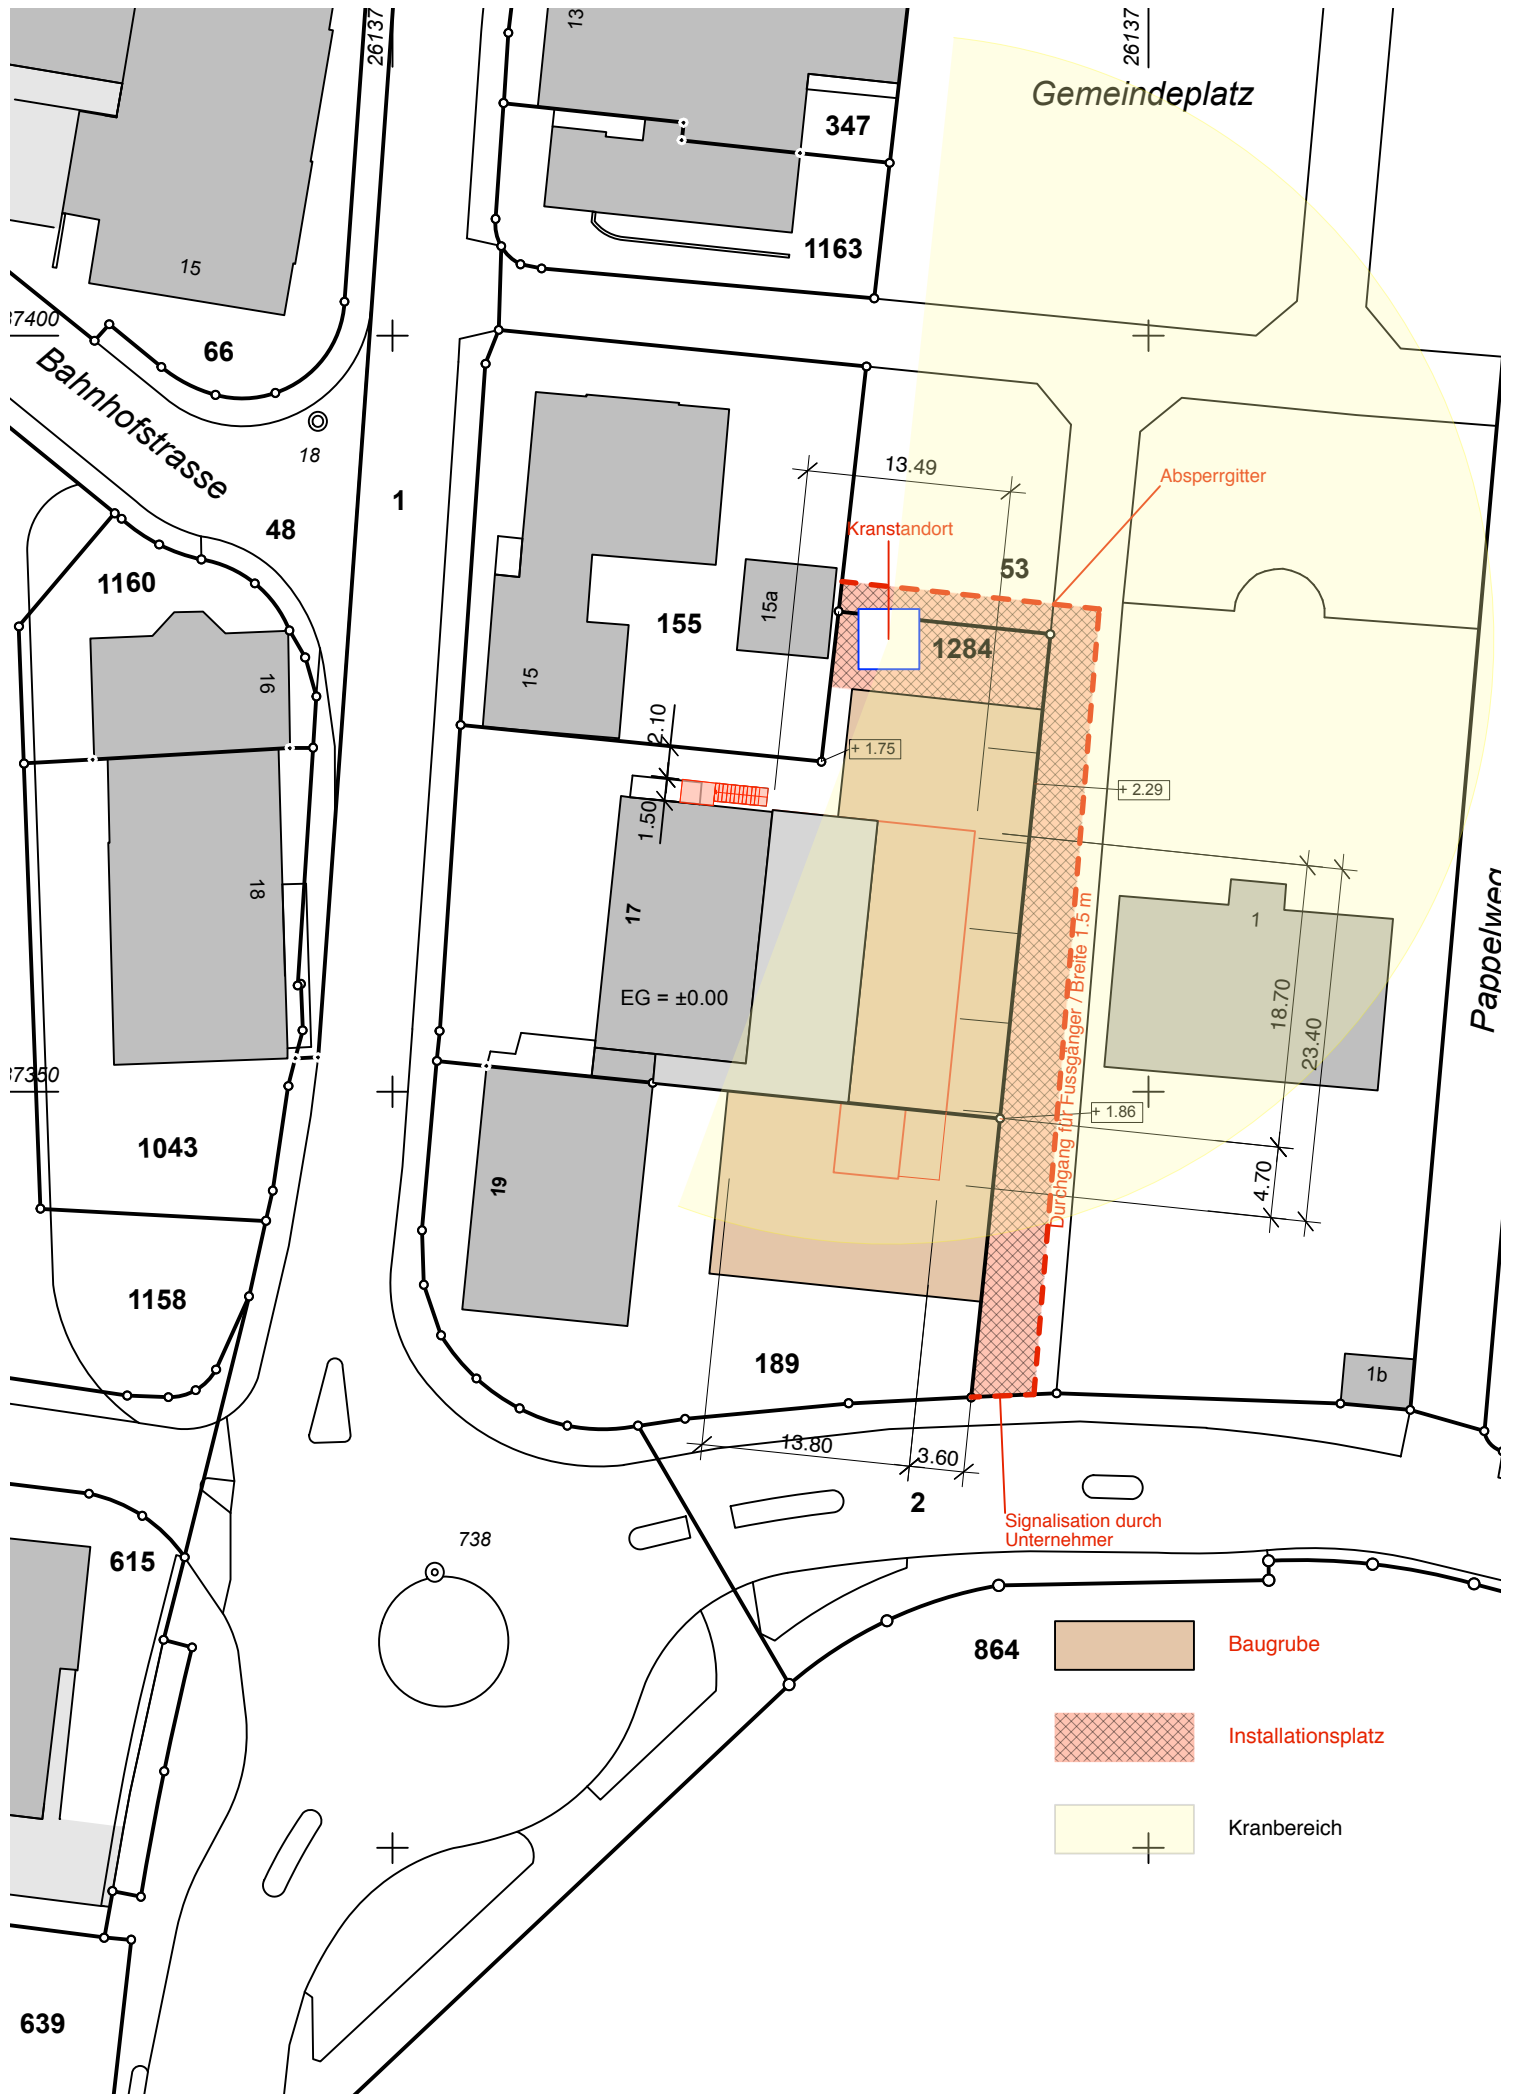 13
26137
26137
Gemeindeplatz
347
1163
15
37400
66
Bahnhofstrasse
18
48
1
1160
13.49
Absperrgitter
Kranstandort
53
15a
155
1284
15
16
2.10
+ 1.75
+ 2.29
1.50
18
17
1
EG = ±0.00
Durchgang für Fussgänger / Breite 1.5 m
18.70
23.40
Pappelweg
37350
+ 1.86
1043
19
4.70
1158
189
1b
13.80
3.60
2
Signalisation durch
Unternehmer
738
615
864
Baugrube
Installationsplatz
Kranbereich
639